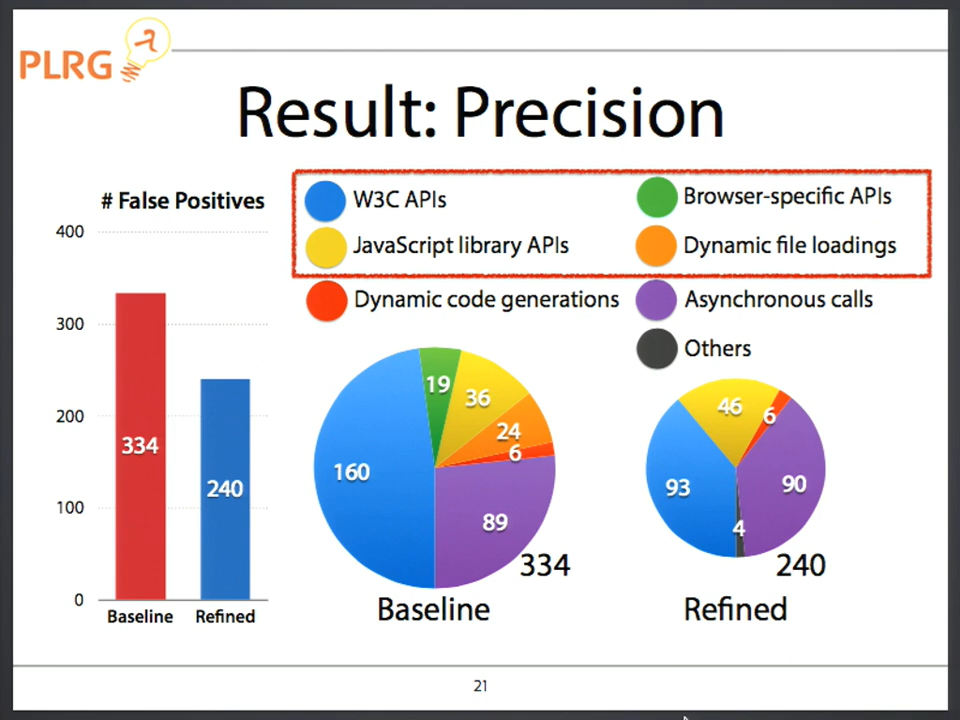 PLRG
Result: Precision
# False Positives
400
300
200
100
0
334
240
Baseline
Refined
W3C APIs
Browser-specific APIs
JavaScript library APIs
Dynamic file loadings
Dynamic code generations
Asynchronous calls
Others
19
36
24
6
160
89
334
Baseline
46
6
93
90
4
240
Refined
21